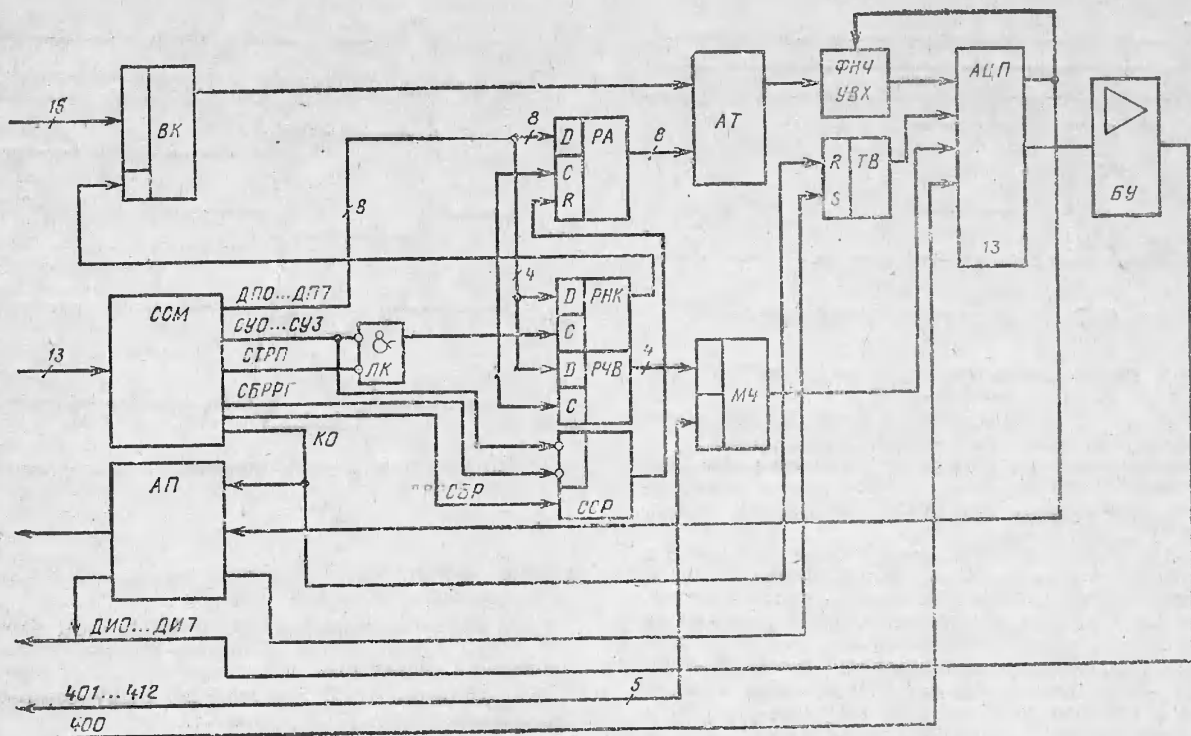 15
ВК
8
D
РА
8
АТ
ФНЧ
УВХ
АЦП
БУ
C
R
R
ТВ
S
13
8
4
ССМ
ДП0...ДП7
СУ0...СУ3
СТРП
СБРРГ
КО
13
&
ЛК
D
РНК
C
D
РЧВ
4
C
МЧ
СБР
ССР
АП
ДИ0...ДИ7
401...412
5
400